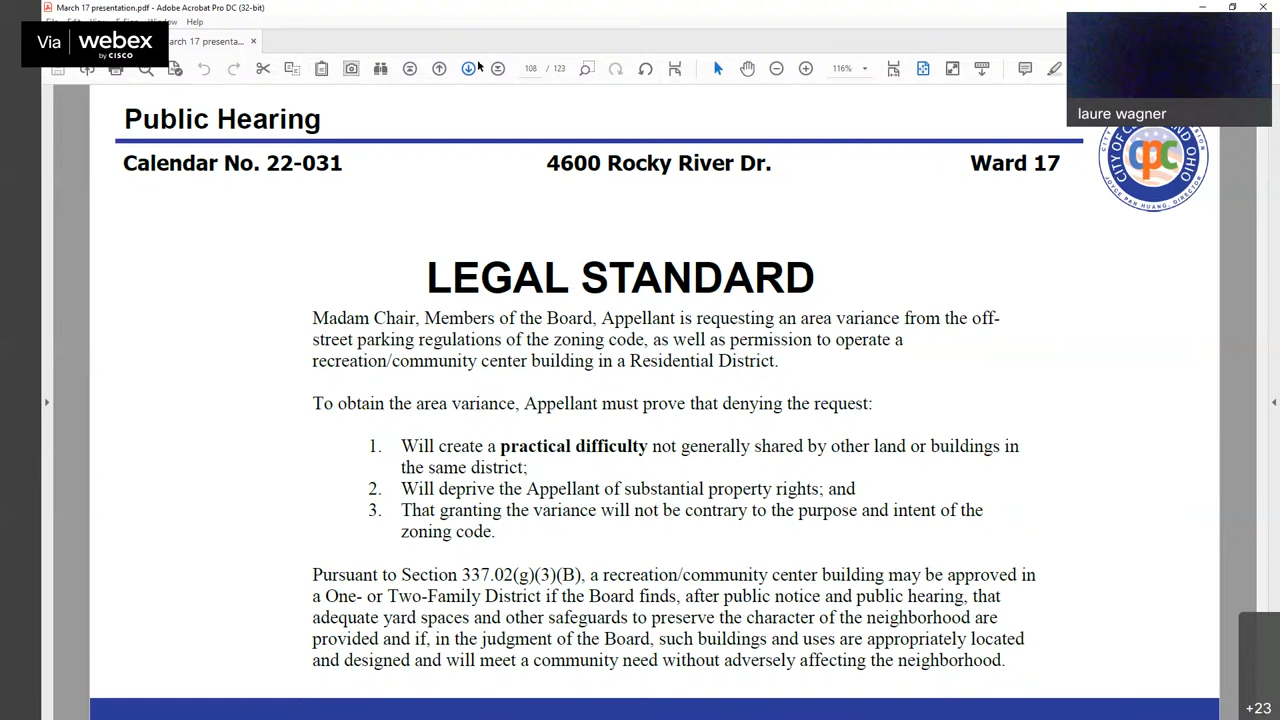 March 17 presentation.pdf - Adobe Acrobat Pro DC (32-bit)
Window Help
Via webex
by CISCO
arch 17 presenta...
108 / 123
116%
laure wagner
Public Hearing
Calendar No. 22-031 4600 Rocky River Dr. Ward 17
cpc
JOYCE PAN HUANG, DIRECTOR
LEGAL STANDARD
Madam Chair, Members of the Board, Appellant is requesting an area variance from the off-
street parking regulations of the zoning code, as well as permission to operate a
recreation/community center building in a Residential District.
To obtain the area variance, Appellant must prove that denying the request:
1. Will create a practical difficulty not generally shared by other land or buildings in
the same district;
2. Will deprive the Appellant of substantial property rights; and
3. That granting the variance will not be contrary to the purpose and intent of the
zoning code.
Pursuant to Section 337.02(g)(3)(B), a recreation/community center building may be approved in
a One- or Two-Family District if the Board finds, after public notice and public hearing, that
adequate yard spaces and other safeguards to preserve the character of the neighborhood are
provided and if, in the judgment of the Board, such buildings and uses are appropriately located
and designed and will meet a community need without adversely affecting the neighborhood.
+23